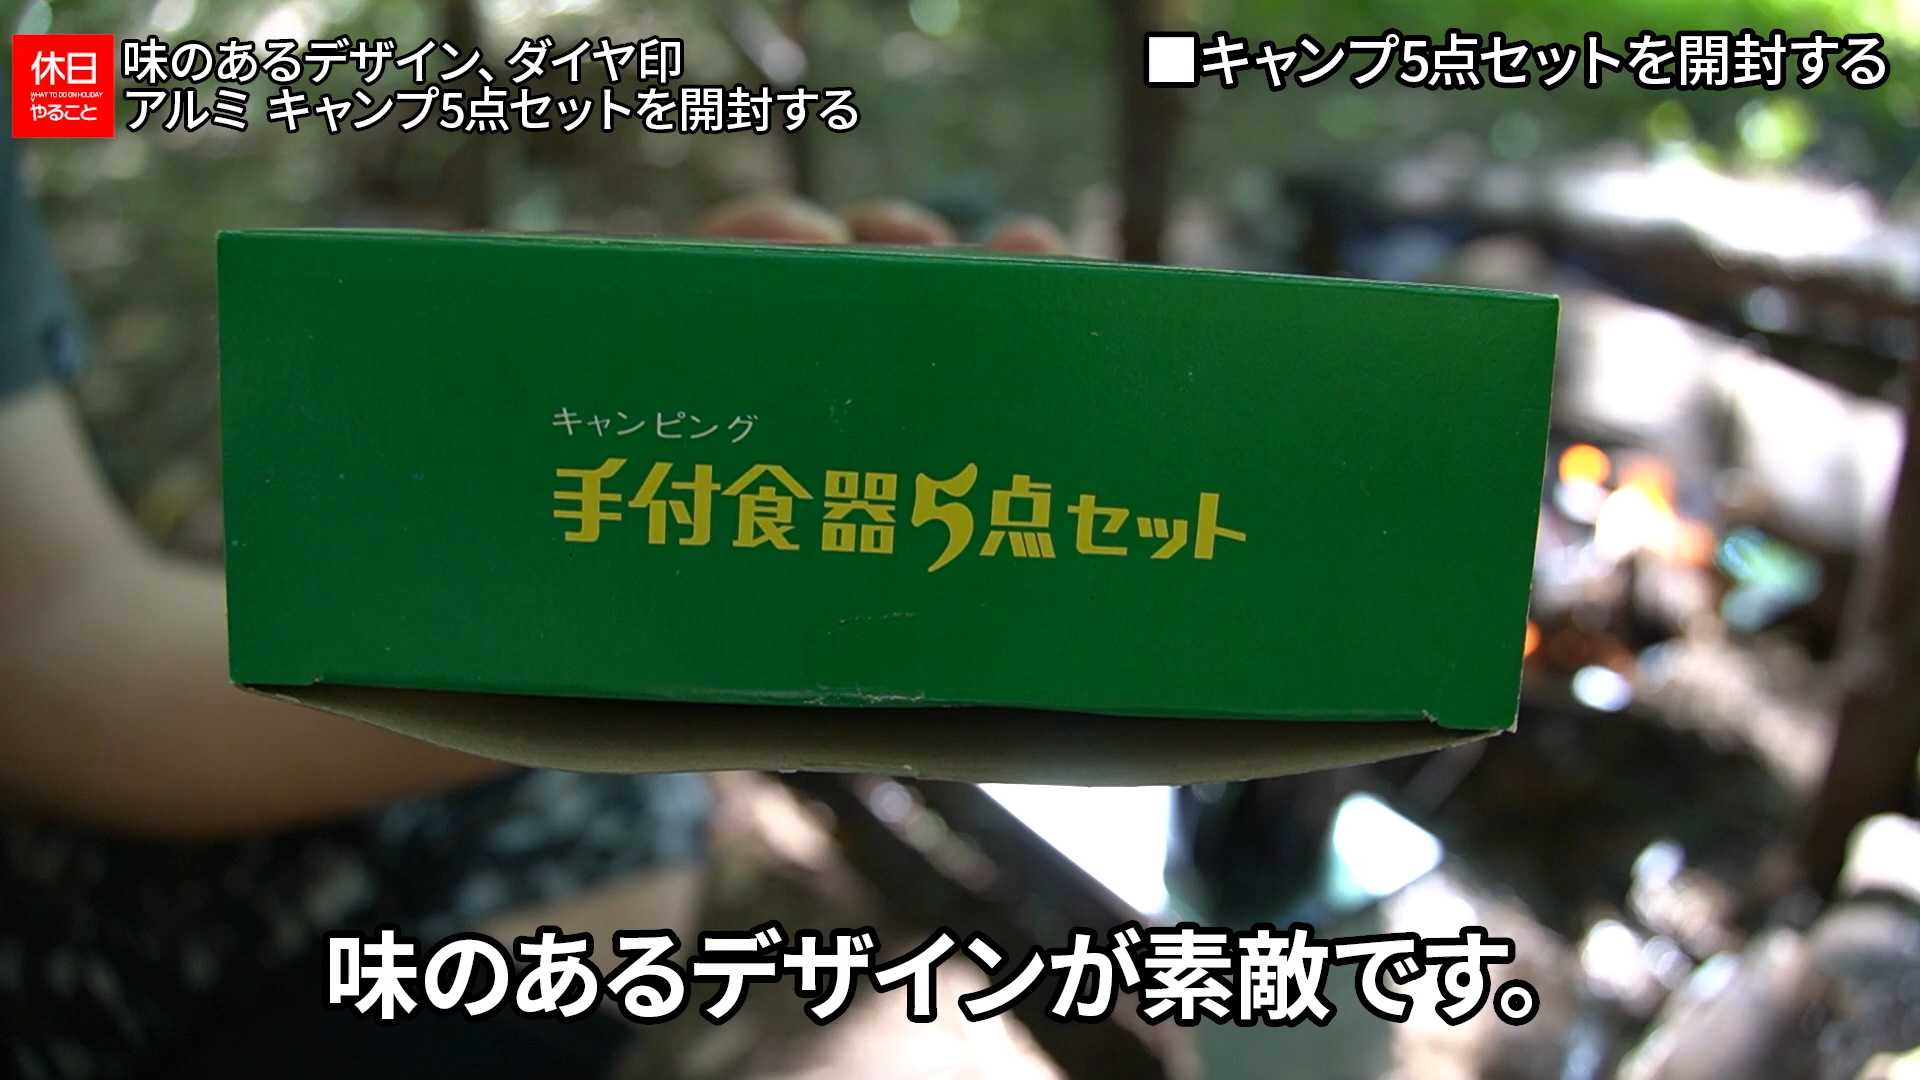 休日
WHAT TO DO ON HOLIDAY
やること
味のあるデザイン、ダイヤ印
アルミ キャンプ5点セットを開封する
■キャンプ5点セットを開封する
キャンピング
手付食器5点セット
味のあるデザインが素敵です。